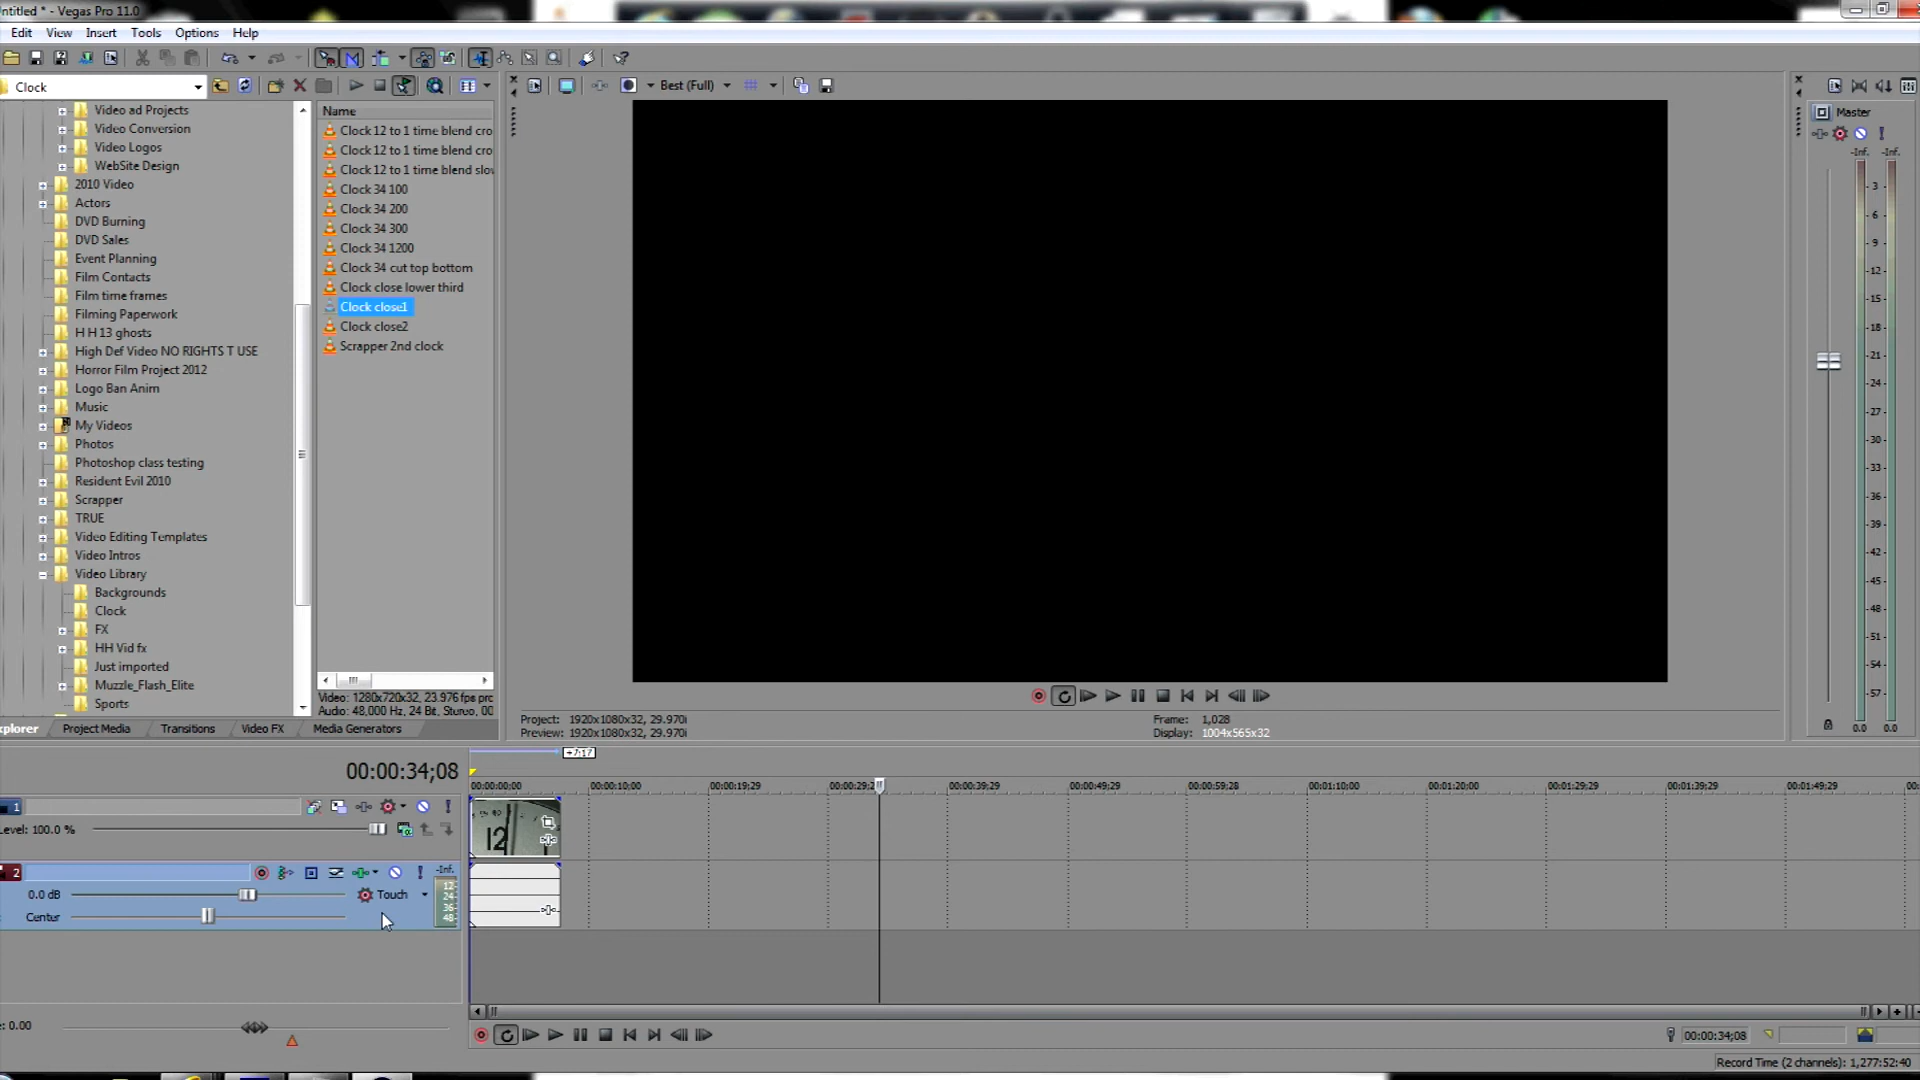 ntitled * - Vegas Pro 11.0
Edit View Insert Tools Options Help
Clock
Best (Full)
Video ad Projects
Video Conversion
Video Logos
WebSite Design
2010 Video
Actors
DVD Burning
DVD Sales
Event Planning
Film Contacts
Film time frames
Filming Paperwork
H H 13 ghosts
High Def Video NO RIGHTS T USE
Horror Film Project 2012
Logo Ban Anim
Music
My Videos
Photos
Photoshop class testing
Resident Evil 2010
Scrapper
TRUE
Video Editing Templates
Video Intros
Video Library
Backgrounds
Clock
FX
HH Vid fx
Just imported
Muzzle_Flash_Elite
Sports
Name
Clock 12 to 1 time blend cro
Clock 12 to 1 time blend cro
Clock 12 to 1 time blend slov
Clock 34 100
Clock 34 200
Clock 34 300
Clock 34 1200
Clock 34 cut top bottom
Clock close lower third
Clock close1
Clock close2
Scrapper 2nd clock
Video: 1280x720x32, 23.976 fps prc
Audio: 48,000 Hz, 24 Bit, Stereo, 00
xplorer Project Media Transitions Video FX Media Generators
Project: 1920x1080x32, 29.970i
Preview: 1920x1080x32, 29.970i
Frame: 1,028
Display: 1004x565x32
Master
-Inf. -Inf.
3
6
9
12
15
18
21
24
27
30
33
36
39
42
45
48
51
54
57
0.0 0.0
+7:17
00:00:34;08
00:00:00;00 00:00:10;00 00:00:19;29 00:00:29;2 00:00:39;29 00:00:49;29 00:00:59;28 00:01:10;00 00:01:20;00 00:01:29;29 00:01:39;29 00:01:49;29 00:
1
Level: 100.0 %
12
2
-Inf.
0.0 dB
Touch
Center
12
24
36
48
: 0.00
00:00:34;08
Record Time (2 channels): 1,277:52:40